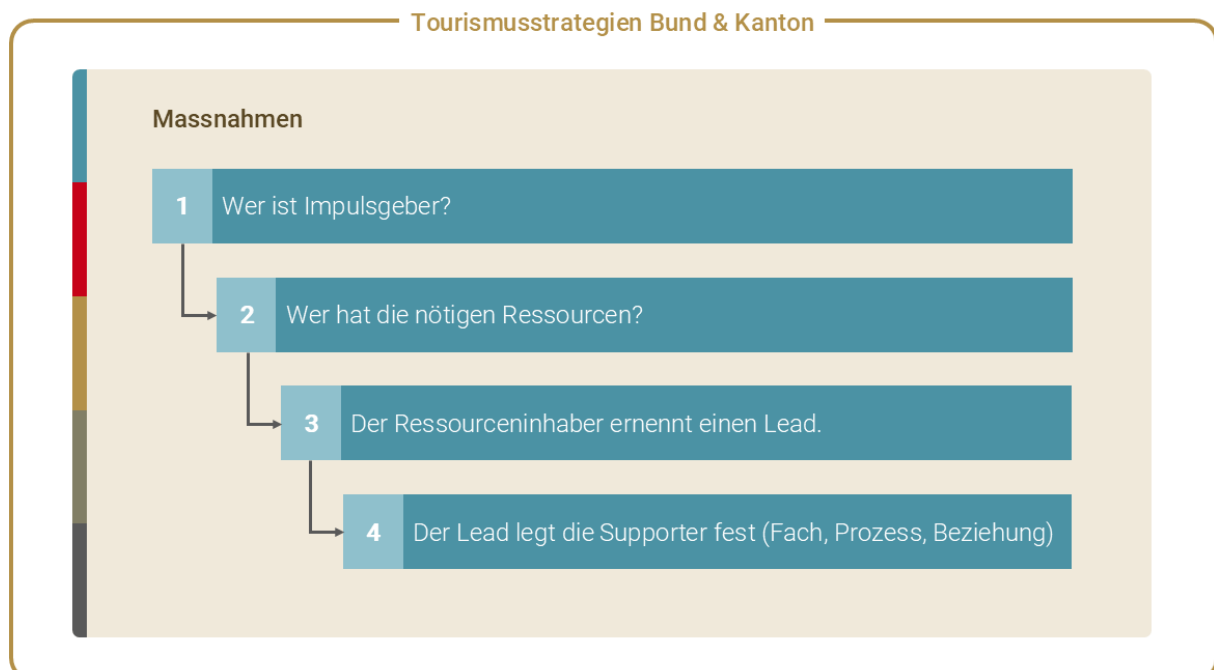 Tourismusstrategien Bund & Kanton
Massnahmen
1 Wer ist Impulsgeber?
2 Wer hat die nötigen Ressourcen?
3 Der Ressourceninhaber ernennt einen Lead.
4 Der Lead legt die Supporter fest (Fach, Prozess, Beziehung)